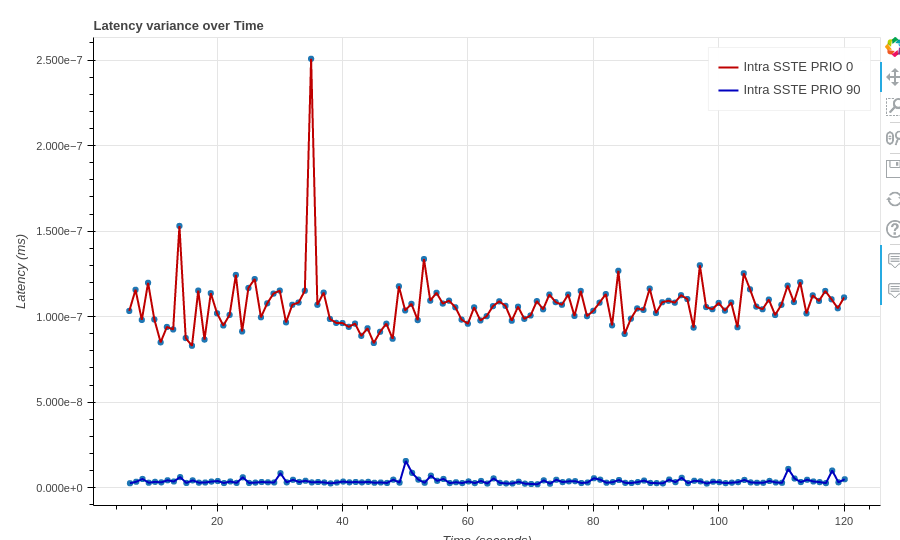 Latency variance over Time
Intra SSTE PRIO 0
Intra SSTE PRIO 90
Latency (ms)
2.500e−7
2.000e−7
1.500e−7
1.000e−7
5.000e−8
0.000e+0
20 40 60 80 100 120
Time (seconds)